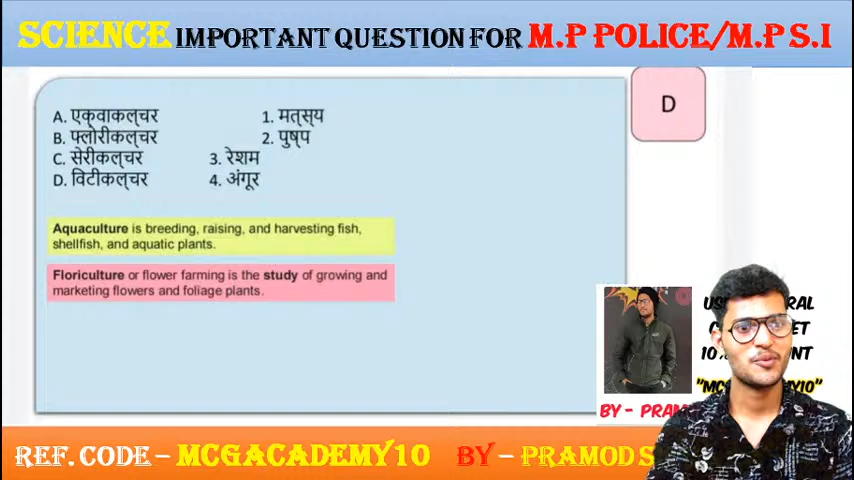 SCIENCE IMPORTANT QUESTION FOR M.P POLICE/M.P S.I
D
A. एक्वाकल्चर 1. मत्स्य
B. फ्लोरीकल्चर 2. पुष्प
C. सेरीकल्चर 3. रेशम
D. विटीकल्चर 4. अंगूर
Aquaculture is breeding, raising, and harvesting fish,
shellfish, and aquatic plants.
Floriculture or flower farming is the study of growing and
marketing flowers and foliage plants.
BY -
REF. CODE - MCGACADEMY10 BY - PRAMOD S